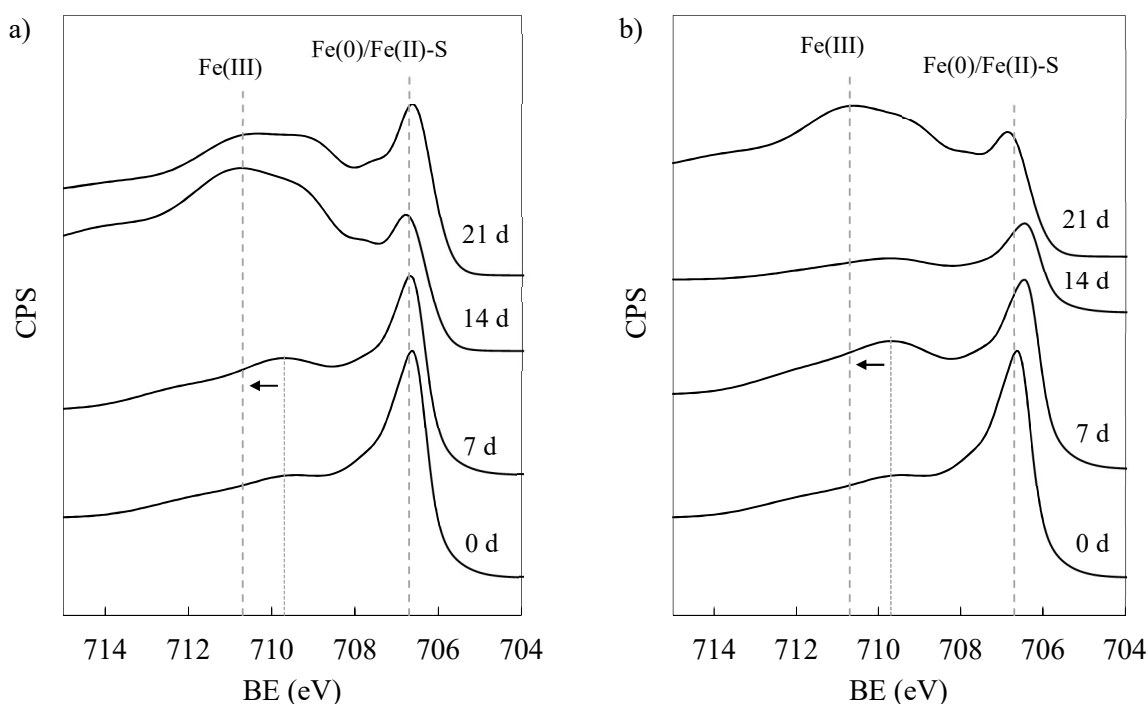 a)
Fe(III)
Fe(0)/Fe(II)-S
CPS
21 d
14 d
7 d
0 d
714 712 710 708 706 704
BE (eV)
b)
Fe(III)
Fe(0)/Fe(II)-S
CPS
21 d
14 d
7 d
0 d
714 712 710 708 706 704
BE (eV)